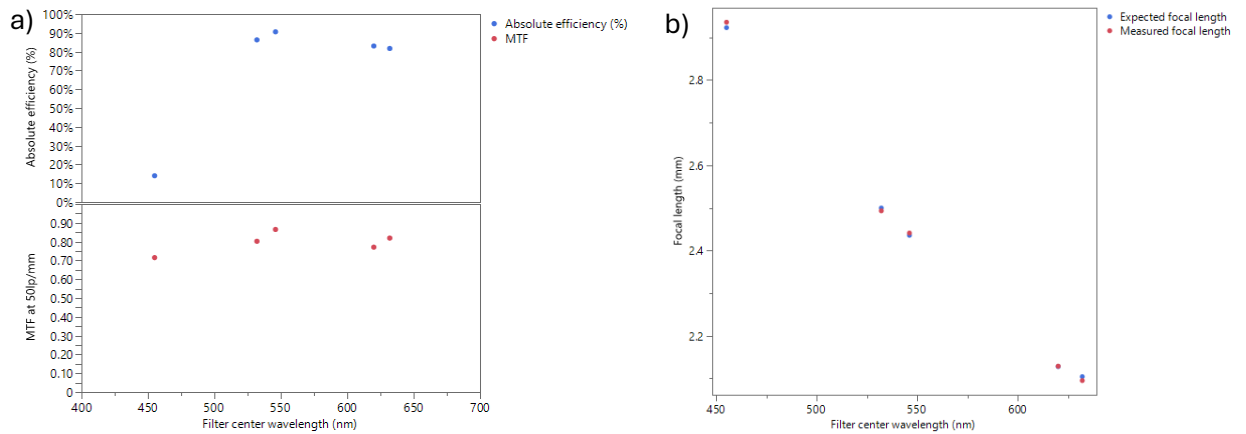 a)
Absolute efficiency (%)
100%
90%
80%
70%
60%
50%
40%
30%
20%
10%
0%
Absolute efficiency (%)
MTF
MTF at 50lp/mm
0.90
0.80
0.70
0.60
0.50
0.40
0.30
0.20
0.10
0
400 450 500 550 600 650 700
Filter center wavelength (nm)
b)
Expected focal length
Measured focal length
Focal length (mm)
2.8
2.6
2.4
2.2
450 500 550 600
Filter center wavelength (nm)